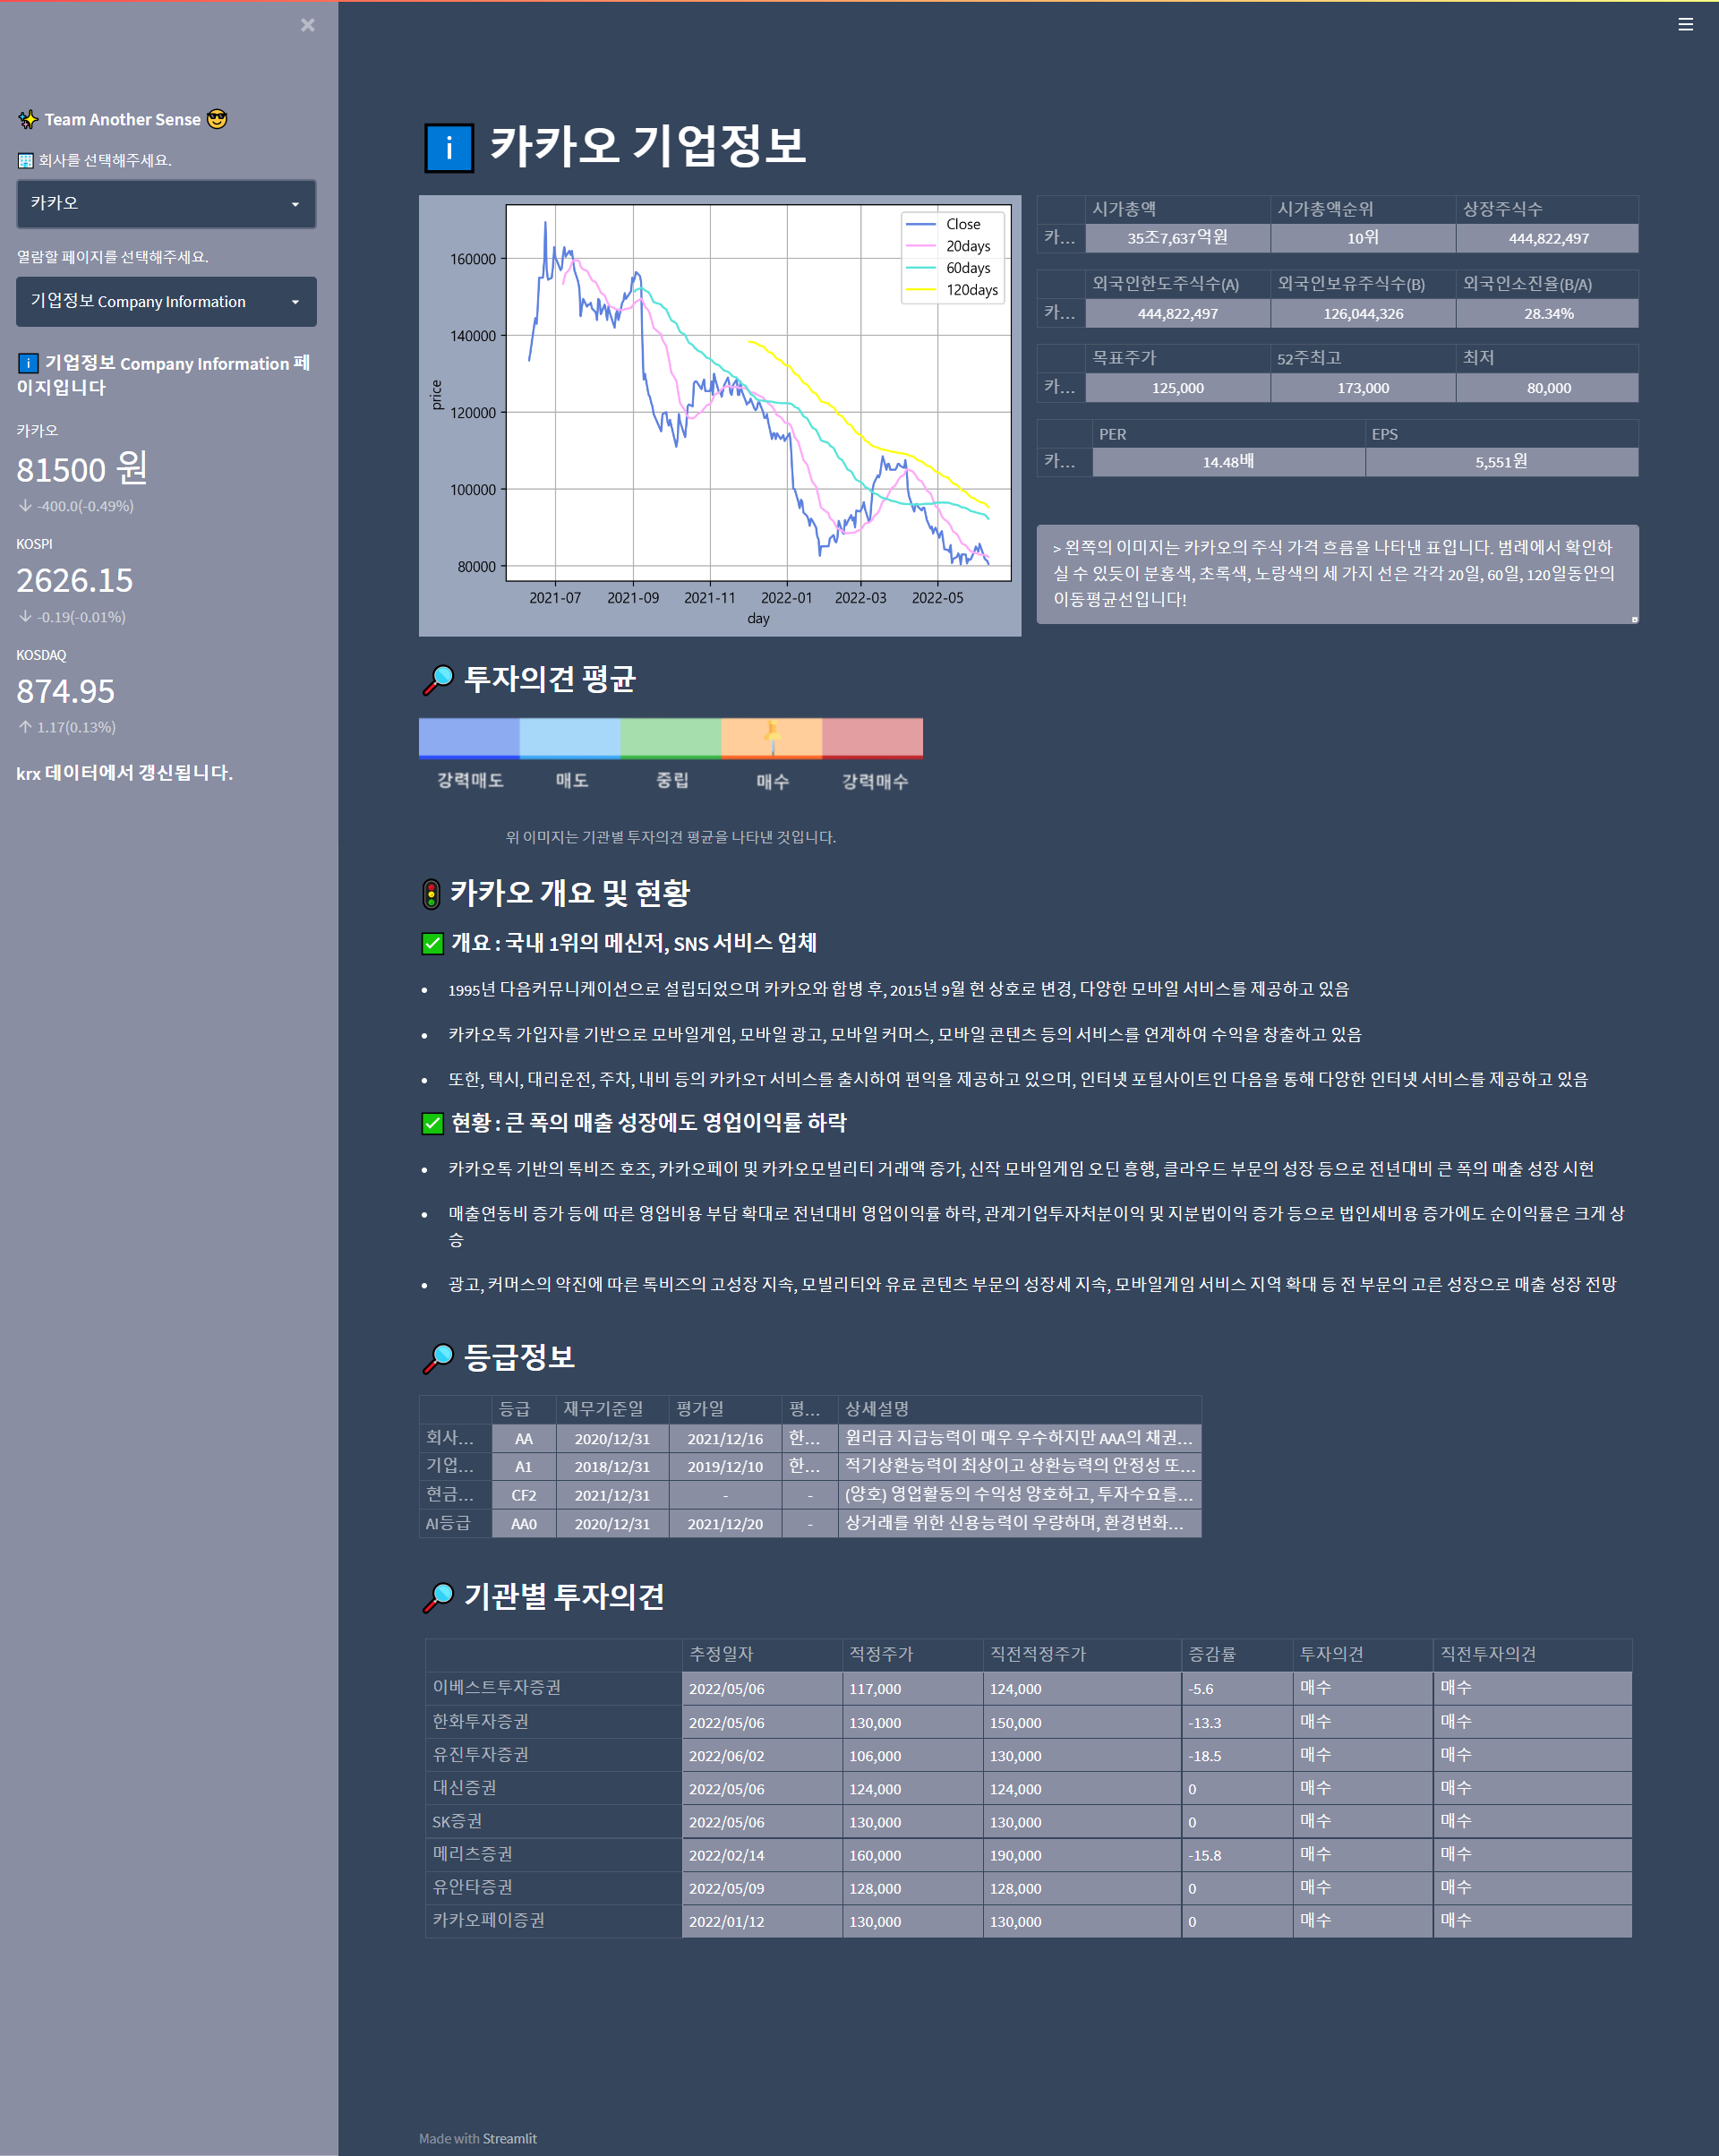 ✨ Team Another Sense 😎
🏢 회사를 선택해주세요.
카카오
열람할 페이지를 선택해주세요.
기업정보 Company Information
ℹ️ 기업정보 Company Information 페
이지입니다
카카오
81500 원
↓ -400.0(-0.49%)
KOSPI
2626.15
↓ -0.19(-0.01%)
KOSDAQ
874.95
↑ 1.17(0.13%)
krx 데이터에서 갱신됩니다.
ℹ️ 카카오 기업정보
Close
20days
60days
120days
160000
140000
120000
100000
80000
price
2021-07 2021-09 2021-11 2022-01 2022-03 2022-05
day
시가총액 시가총액순위 상장주식수
카... 35조7,637억원 10위 444,822,497
외국인한도주식수(A) 외국인보유주식수(B) 외국인소진율(B/A)
카... 444,822,497 126,044,326 28.34%
목표주가 52주최고 최저
카... 125,000 173,000 80,000
PER EPS
카... 14.48배 5,551원
> 왼쪽의 이미지는 카카오의 주식 가격 흐름을 나타낸 표입니다. 범례에서 확인하
실 수 있듯이 분홍색, 초록색, 노랑색의 세 가지 선은 각각 20일, 60일, 120일동안의
이동평균선입니다!
🔎 투자의견 평균
강력매도 매도 중립 매수 강력매수
위 이미지는 기관별 투자의견 평균을 나타낸 것입니다.
🚦 카카오 개요 및 현황
✅ 개요 : 국내 1위의 메신저, SNS 서비스 업체
• 1995년 다음커뮤니케이션으로 설립되었으며 카카오와 합병 후, 2015년 9월 현 상호로 변경, 다양한 모바일 서비스를 제공하고 있음
• 카카오톡 가입자를 기반으로 모바일게임, 모바일 광고, 모바일 커머스, 모바일 콘텐츠 등의 서비스를 연계하여 수익을 창출하고 있음
• 또한, 택시, 대리운전, 주차, 내비 등의 카카오T 서비스를 출시하여 편익을 제공하고 있으며, 인터넷 포털사이트인 다음을 통해 다양한 인터넷 서비스를 제공하고 있음
✅ 현황 : 큰 폭의 매출 성장에도 영업이익률 하락
• 카카오톡 기반의 톡비즈 호조, 카카오페이 및 카카오모빌리티 거래액 증가, 신작 모바일게임 오딘 흥행, 클라우드 부문의 성장 등으로 전년대비 큰 폭의 매출 성장 시현
• 매출연동비 증가 등에 따른 영업비용 부담 확대로 전년대비 영업이익률 하락, 관계기업투자처분이익 및 지분법이익 증가 등으로 법인세비용 증가에도 순이익률은 크게 상
승
• 광고, 커머스의 약진에 따른 톡비즈의 고성장 지속, 모빌리티와 유료 콘텐츠 부문의 성장세 지속, 모바일게임 서비스 지역 확대 등 전 부문의 고른 성장으로 매출 성장 전망
🔎 등급정보
등급 재무기준일 평가일 평... 상세설명
회사... AA 2020/12/31 2021/12/16 한... 원리금 지급능력이 매우 우수하지만 AAA의 채권...
기업... A1 2018/12/31 2019/12/10 한... 적기상환능력이 최상이고 상환능력의 안정성 또...
현금... CF2 2021/12/31 - - (양호) 영업활동의 수익성 양호하고, 투자수요를...
AI등급 AA0 2020/12/31 2021/12/20 - 상거래를 위한 신용능력이 우량하며, 환경변화...
🔎 기관별 투자의견
추정일자 적정주가 직전적정주가 증감률 투자의견 직전투자의견
이베스트투자증권 2022/05/06 117,000 124,000 -5.6 매수 매수
한화투자증권 2022/05/06 130,000 150,000 -13.3 매수 매수
유진투자증권 2022/06/02 106,000 130,000 -18.5 매수 매수
대신증권 2022/05/06 124,000 124,000 0 매수 매수
SK증권 2022/05/06 130,000 130,000 0 매수 매수
메리츠증권 2022/02/14 160,000 190,000 -15.8 매수 매수
유안타증권 2022/05/09 128,000 128,000 0 매수 매수
카카오페이증권 2022/01/12 130,000 130,000 0 매수 매수
Made with Streamlit